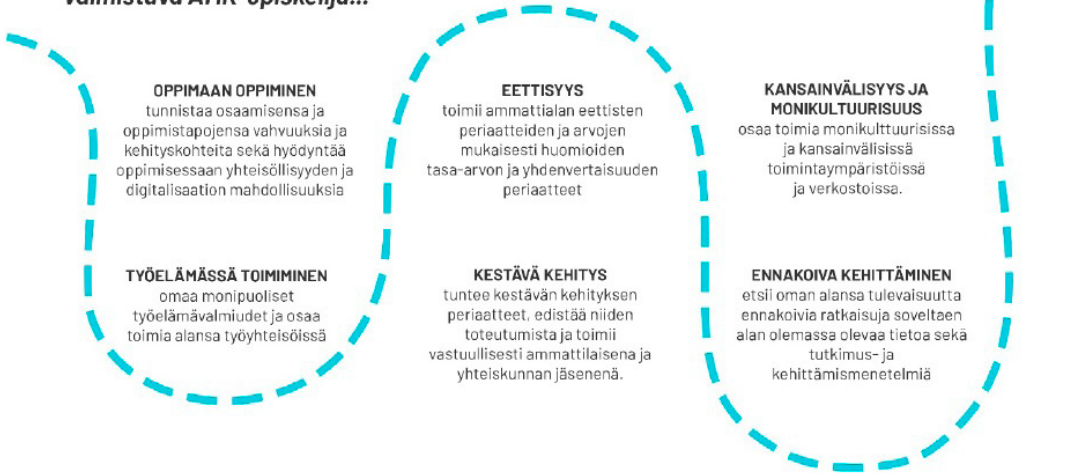 valmistuva AMK-opiskelija...
OPPIMAAN OPPIMINEN
tunnistaa osaamisensa ja
oppimistapojensa vahvuuksia ja
kehityskohteita sekä hyödyntää
oppimisessaan yhteisöllisyyden ja
digitalisaation mahdollisuuksia
EETTISYYS
toimii ammattialan eettisten
periaatteiden ja arvojen
mukaisesti huomioiden
tasa-arvon ja yhdenvertaisuuden
periaatteet
KANSAINVÄLISYYS JA
MONIKULTUURISUUS
osaa toimia monikulttuurisissa
ja kansainvälisissä
toimintaympäristöissä
ja verkostoissa.
TYÖELÄMÄSSÄ TOIMIMINEN
omaa monipuoliset
työelämävalmiudet ja osaa
toimia alansa työyhteisöissä
KESTÄVÄ KEHITYS
tuntee kestävän kehityksen
periaatteet, edistää niiden
toteutumista ja toimii
vastuullisesti ammattilaisena ja
yhteiskunnan jäsenenä.
ENNAKOIVA KEHITTÄMINEN
etsii oman alansa tulevaisuutta
ennakoivia ratkaisuja soveltaen
alan olemassa olevaa tietoa sekä
tutkimus- ja
kehittämismenetelmiä